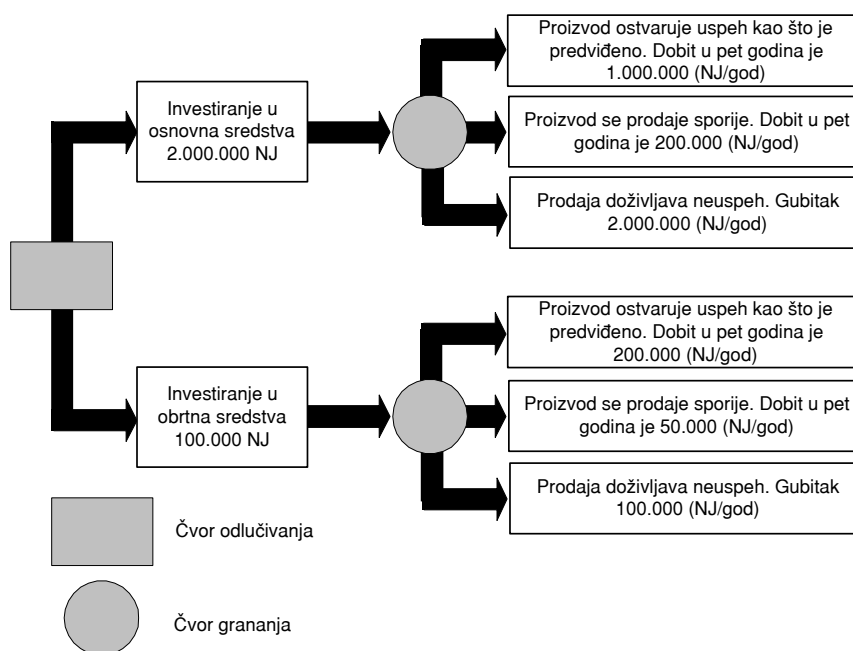 Investiranje u
osnovna sredstva
2.000.000 NJ
Proizvod ostvaruje uspeh kao što je
predviđeno. Dobit u pet godina je
1.000.000 (NJ/god)
Proizvod se prodaje sporije. Dobit u pet
godina je 200.000 (NJ/god)
Prodaja doživljava neuspeh. Gubitak
2.000.000 (NJ/god)
Investiranje u
obrtna sredstva
100.000 NJ
Proizvod ostvaruje uspeh kao što je
predviđeno. Dobit u pet godina je
200.000 (NJ/god)
Proizvod se prodaje sporije. Dobit u pet
godina je 50.000 (NJ/god)
Prodaja doživljava neuspeh. Gubitak
100.000 (NJ/god)
Čvor odlučivanja
Čvor grananja